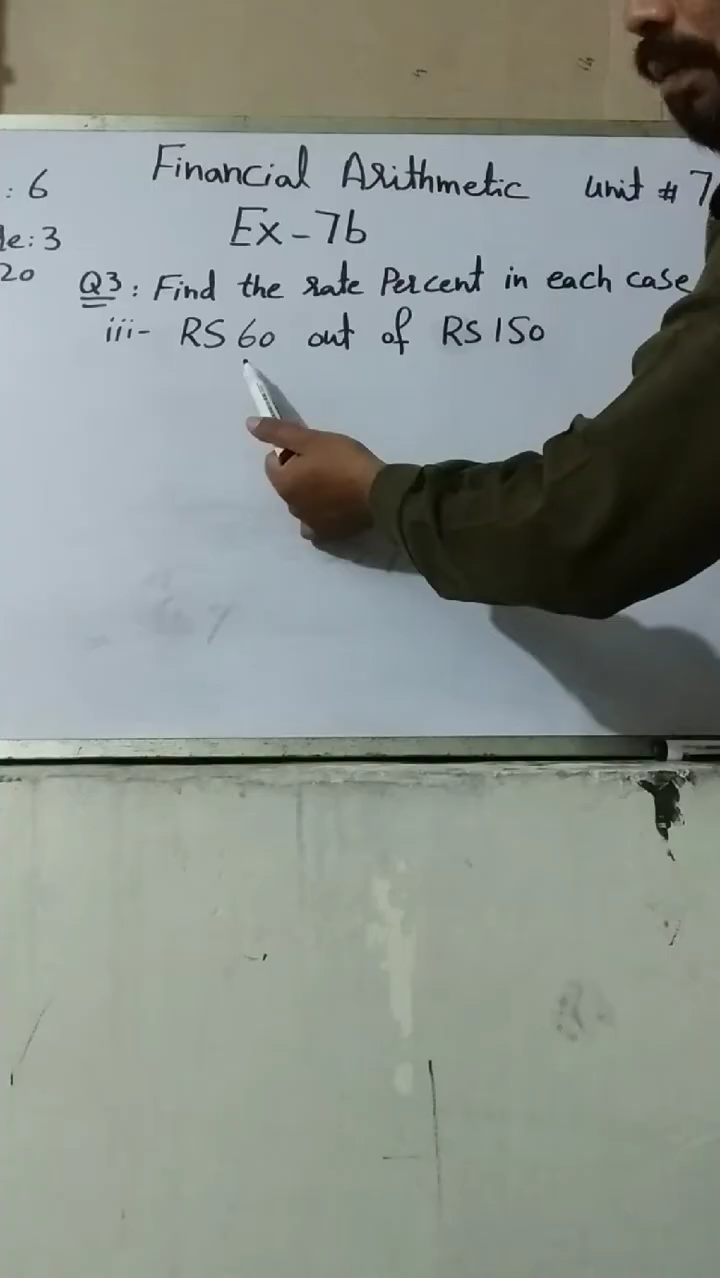 : 6 Financial Arithmetic Unit # 7
: 3 Ex-7b
20 Q3: Find the rate Percent in each case
iii- RS 60 out of RS 150